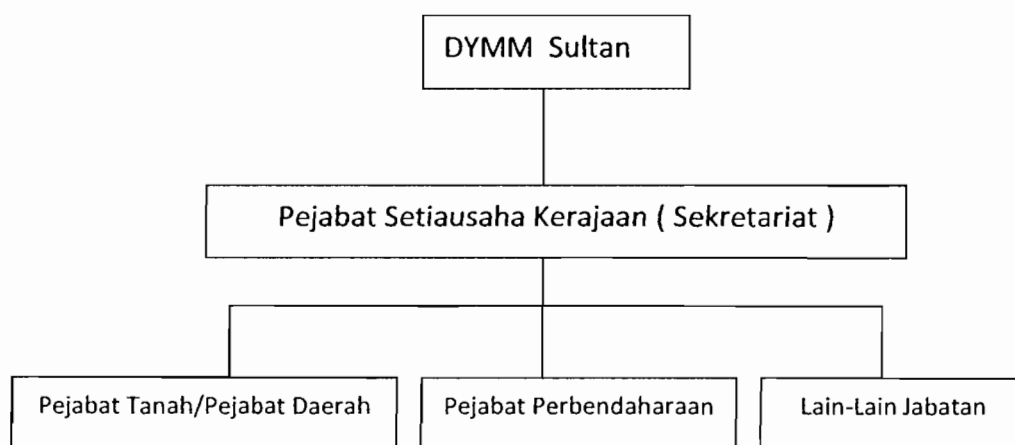 DYMM Sultan
Pejabat Setiausaha Kerajaan ( Sekretariat )
Pejabat Tanah/Pejabat Daerah
Pejabat Perbendaharaan
Lain-Lain Jabatan